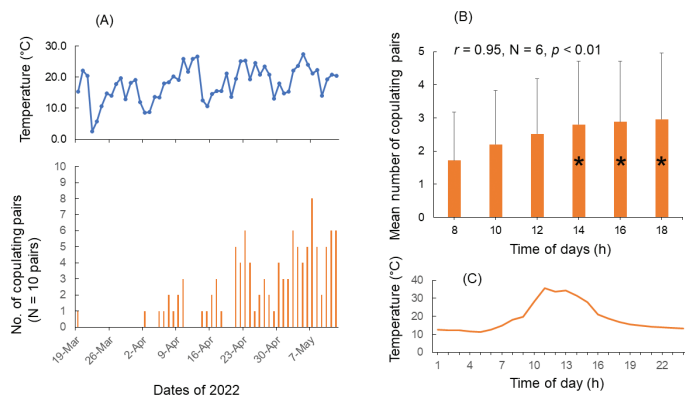 (A)
Temperature (°C)
30.0
20.0
10.0
0.0
No. of copulating pairs
(N = 10 pairs)
10
9
8
7
6
5
4
3
2
1
0
19-Mar
26-Mar
2-Apr
9-Apr
16-Apr
23-Apr
30-Apr
7-May
Dates of 2022
(B)
r = 0.95, N = 6, p < 0.01
Mean number of copulating pairs
5
4
3
2
1
0
* * *
8 10 12 14 16 18
Time of days (h)
(C)
Temperature (°C)
40
30
20
10
0
1 4 7 10 13 16 19 22
Time of day (h)